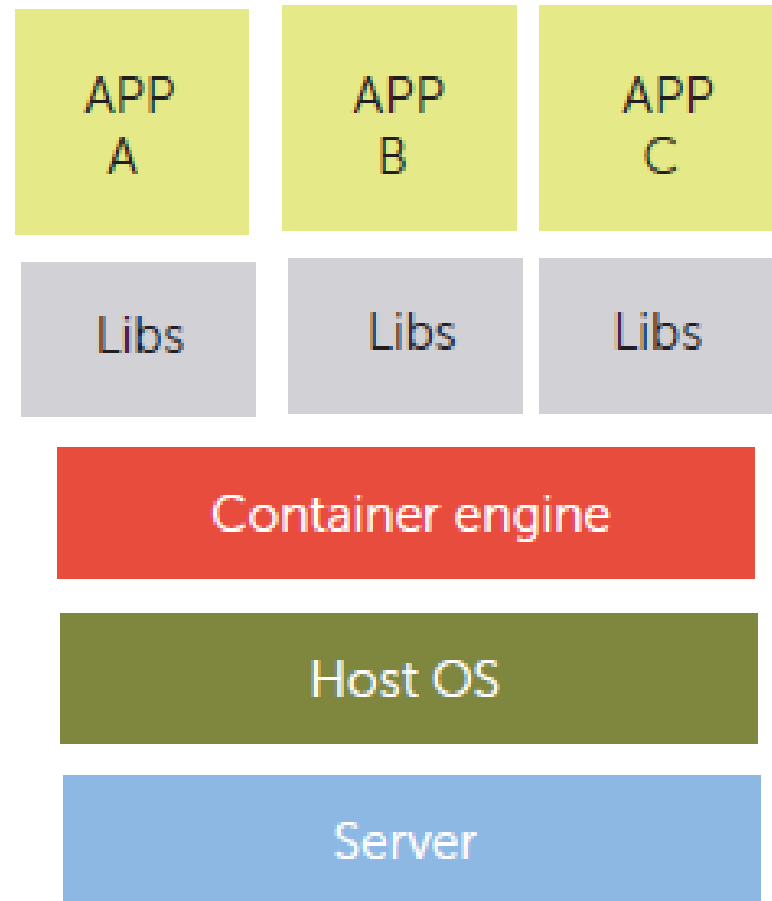 APP
A
APP
B
APP
C
Libs
Libs
Libs
Container engine
Host OS
Server